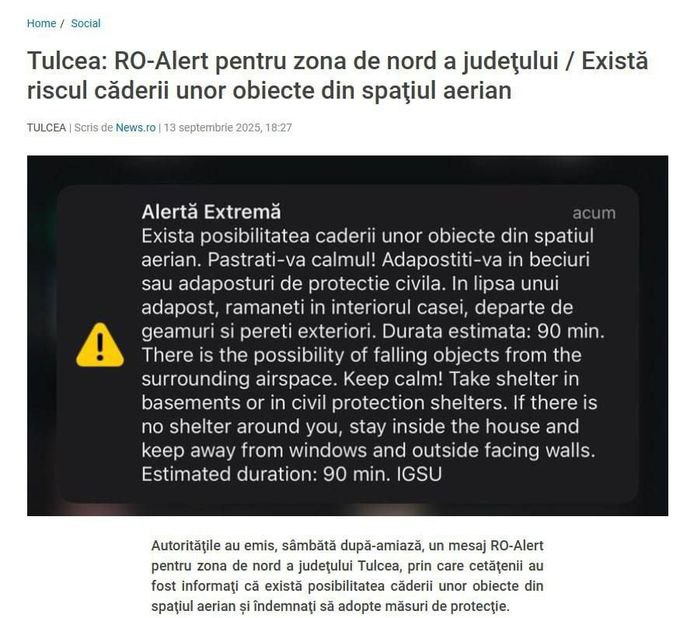 Home / Social
Tulcea: RO-Alert pentru zona de nord a judeţului / Există
riscul căderii unor obiecte din spaţiul aerian
TULCEA | Scris de News.ro | 13 septembrie 2025, 18:27
Alertă Extremă acum
Exista posibilitatea caderii unor obiecte din spatiul
aerian. Pastrati-va calmul! Adapostiti-va in beciuri
sau adaposturi de protectie civila. In lipsa unui
adapost, ramaneti in interiorul casei, departe de
geamuri si pereti exteriori. Durata estimata: 90 min.
There is the possibility of falling objects from the
surrounding airspace. Keep calm! Take shelter in
basements or in civil protection shelters. If there is
no shelter around you, stay inside the house and
keep away from windows and outside facing walls.
Estimated duration: 90 min. IGSU
Autorităţile au emis, sâmbătă după-amiază, un mesaj RO-Alert
pentru zona de nord a judeţului Tulcea, prin care cetăţenii au
fost informaţi că există posibilitatea căderii unor obiecte din
spaţiul aerian şi îndemnaţi să adopte măsuri de protecţie.